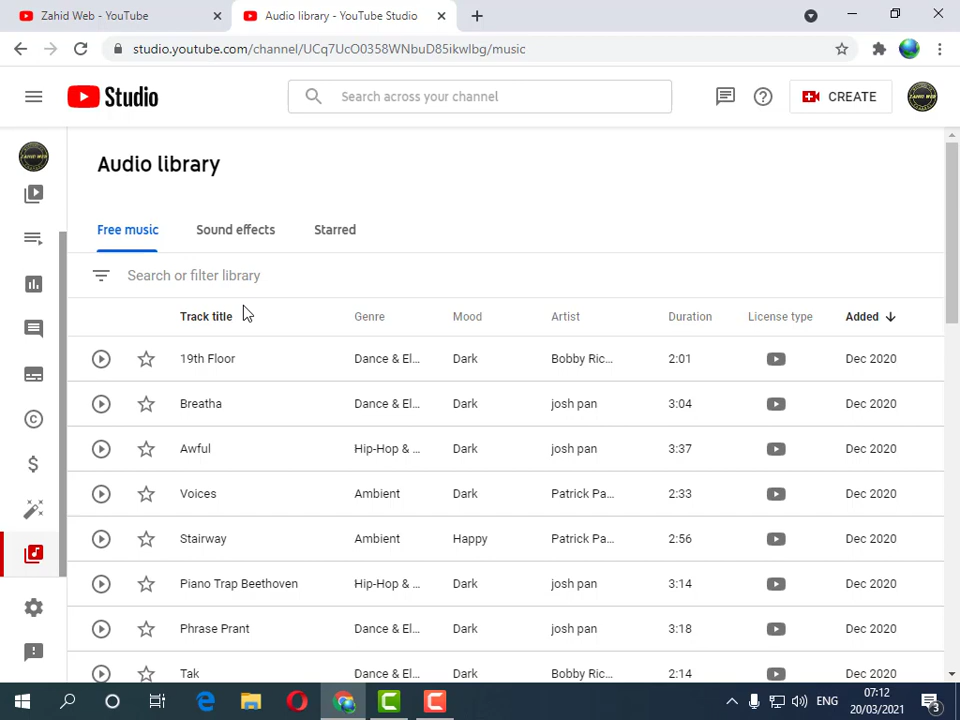 Zahid Web - YouTube
Audio library - YouTube Studio
studio.youtube.com/channel/UCq7UcO0358WNbuD85ikwlbg/music
Studio
Search across your channel
CREATE
Audio library
Free music Sound effects Starred
Search or filter library
Track title Genre Mood Artist Duration License type Added
19th Floor Dance & El... Dark Bobby Ric... 2:01 Dec 2020
Breatha Dance & El... Dark josh pan 3:04 Dec 2020
Awful Hip-Hop & ... Dark josh pan 3:37 Dec 2020
Voices Ambient Dark Patrick Pa... 2:33 Dec 2020
Stairway Ambient Happy Patrick Pa... 2:56 Dec 2020
Piano Trap Beethoven Hip-Hop & ... Dark josh pan 3:14 Dec 2020
Phrase Prant Dance & El... Dark josh pan 3:18 Dec 2020
Tak Dance & El... Dark Bobby Ric... 2:14 Dec 2020
ENG
07:12
20/03/2021
3